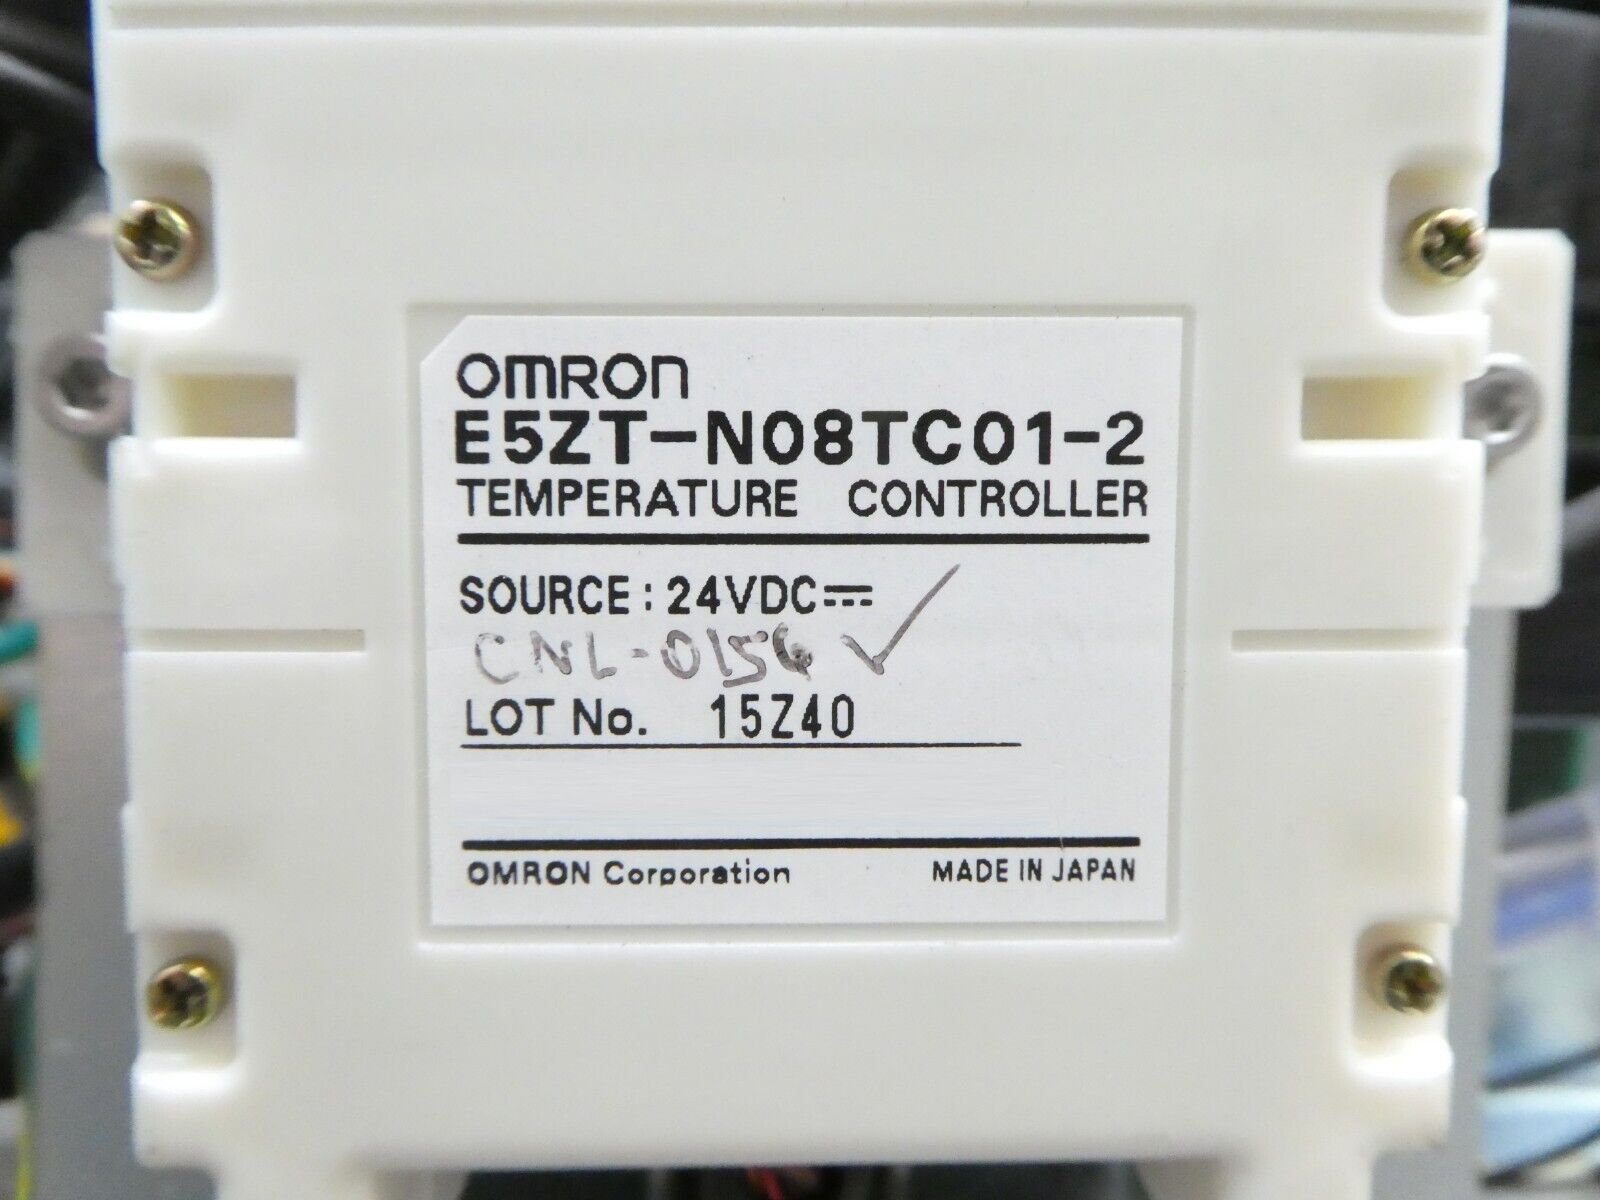 OMRON
E5ZT-N08TC01-2
TEMPERATURE CONTROLLER
SOURCE: 24VDC⎓
CNL-0156 ✓
LOT No. 15Z40
OMRON Corporation MADE IN JAPAN